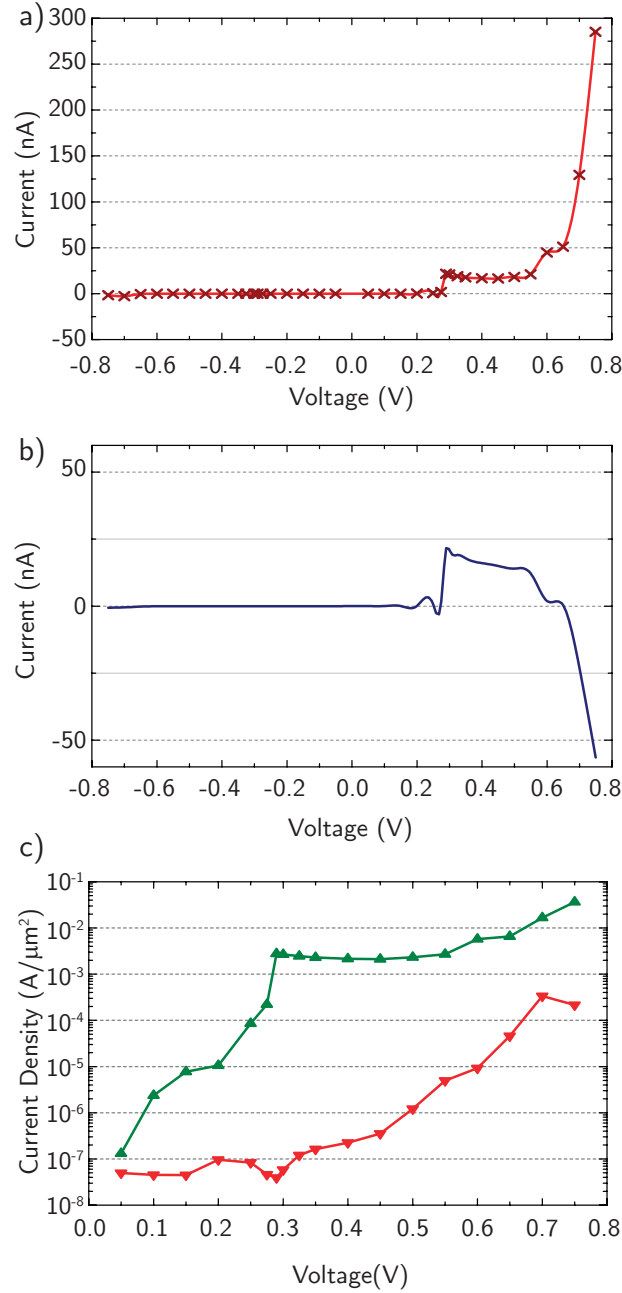 a)
300
250
200
150
100
50
0
-50
Current (nA)
-0.8 -0.6 -0.4 -0.2 0.0 0.2 0.4 0.6 0.8
Voltage (V)
b)
50
0
-50
Current (nA)
-0.8 -0.6 -0.4 -0.2 0.0 0.2 0.4 0.6 0.8
Voltage (V)
c)
10⁻¹
10⁻²
10⁻³
10⁻⁴
10⁻⁵
10⁻⁶
10⁻⁷
10⁻⁸
Current Density (A/μm²)
0.0 0.1 0.2 0.3 0.4 0.5 0.6 0.7 0.8
Voltage(V)